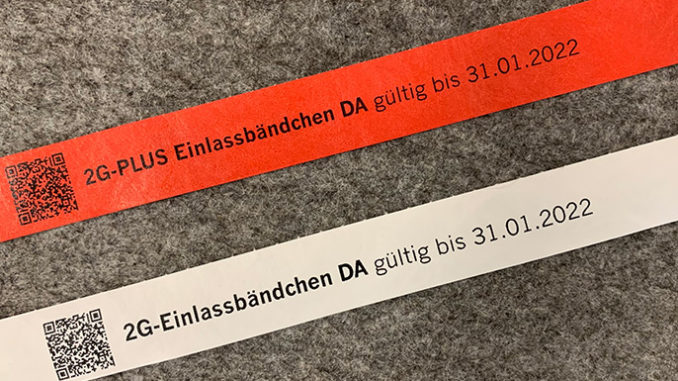 2G-PLUS Einlassbändchen DA gültig bis 31.01.2022
2G-Einlassbändchen DA gültig bis 31.01.2022